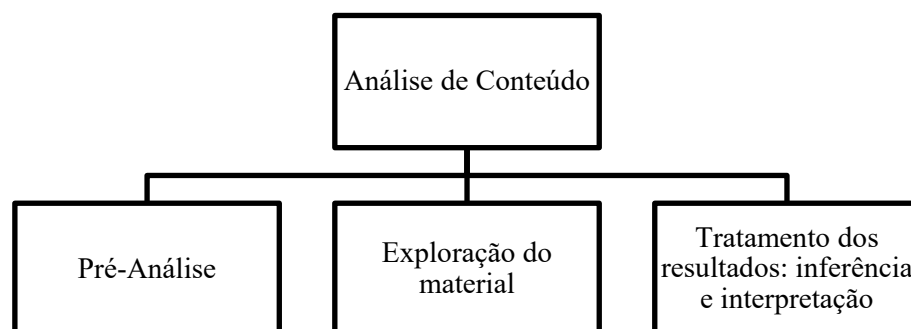 Análise de Conteúdo
Pré-Análise
Exploração do
material
Tratamento dos
resultados: inferência
e interpretação